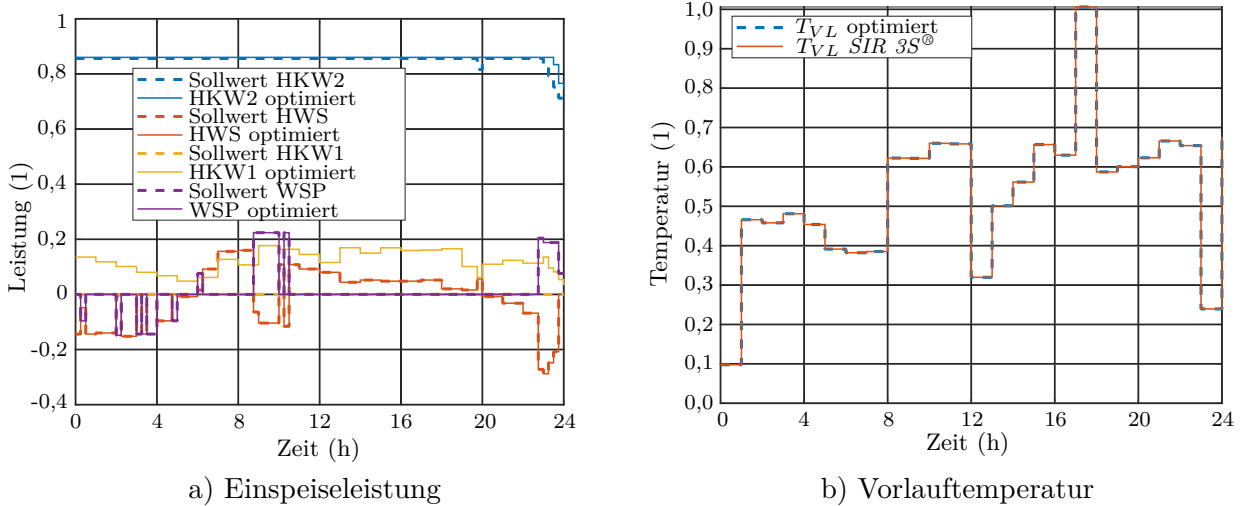 1
0,8
0,6
0,4
0,2
0
-0,2
-0,4
Leistung (1)
Sollwert HKW2
HKW2 optimiert
Sollwert HWS
HWS optimiert
Sollwert HKW1
HKW1 optimiert
Sollwert WSP
WSP optimiert
0 4 8 12 16 20 24
Zeit (h)
a) Einspeiseleistung
1,0
0,9
0,8
0,7
0,6
0,5
0,4
0,3
0,2
0,1
0,0
Temperatur (1)
T_VL optimiert
T_VL SIR 3S®
0 4 8 12 16 20 24
Zeit (h)
b) Vorlauftemperatur